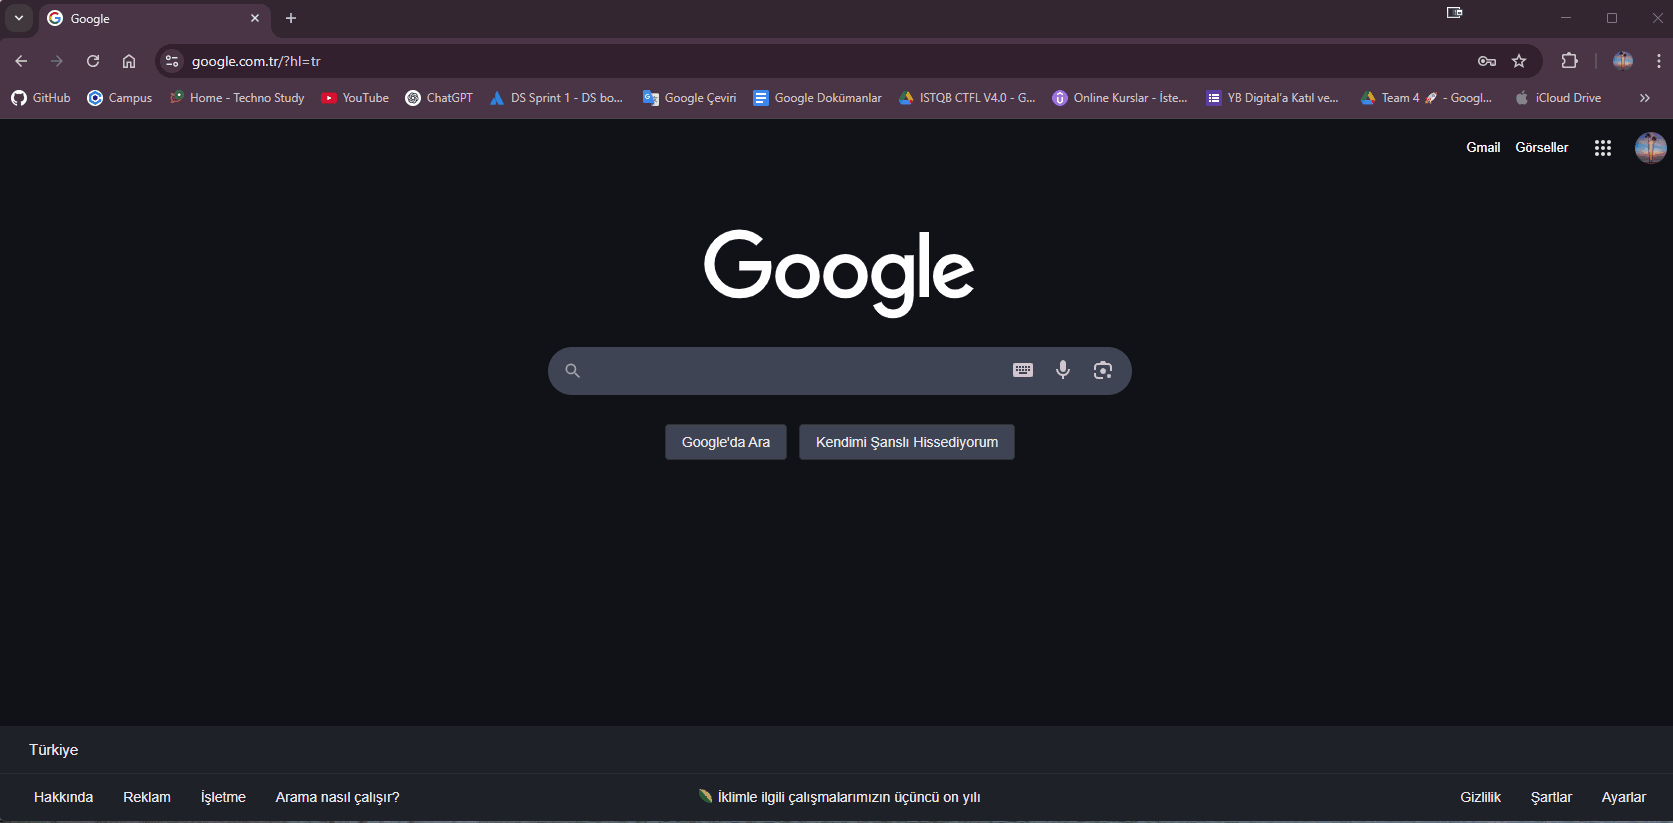 Google
google.com.tr/?hl=tr
GitHub Campus Home - Techno Study YouTube ChatGPT DS Sprint 1 - DS bo... Google Çeviri Google Dokümanlar ISTQB CTFL V4.0 - G... Online Kurslar - İste... YB Digital'a Katıl ve... Team 4 🚀 - Googl... iCloud Drive
Gmail Görseller
Google
Google'da Ara Kendimi Şanslı Hissediyorum
Türkiye
Hakkında Reklam İşletme Arama nasıl çalışır? İklimle ilgili çalışmalarımızın üçüncü on yılı Gizlilik Şartlar Ayarlar